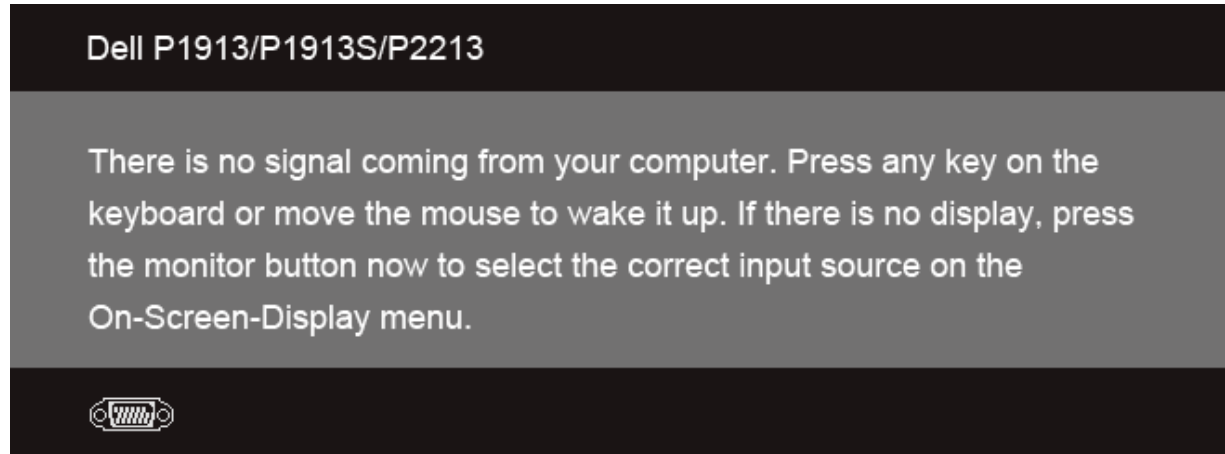 Dell P1913/P1913S/P2213
There is no signal coming from your computer. Press any key on the
keyboard or move the mouse to wake it up. If there is no display, press
the monitor button now to select the correct input source on the
On-Screen-Display menu.